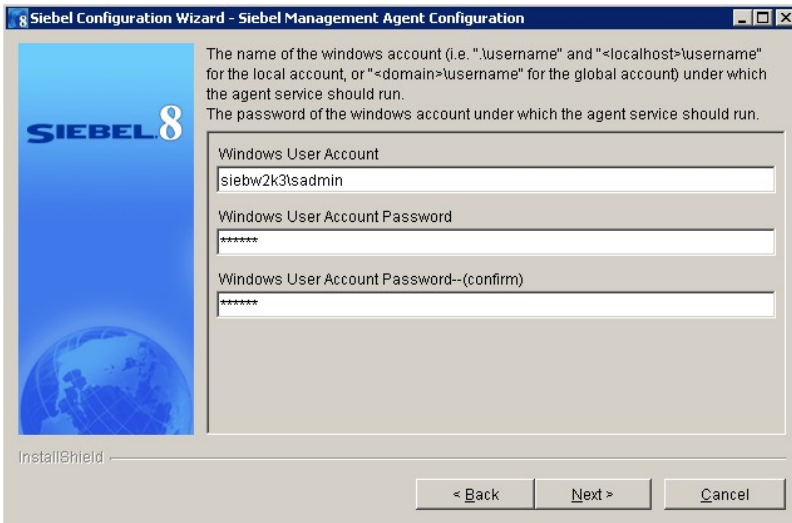 Siebel Configuration Wizard - Siebel Management Agent Configuration
The name of the windows account (i.e. ".\username" and "<localhost>\username"
for the local account, or "<domain>\username" for the global account) under which
the agent service should run.
The password of the windows account under which the agent service should run.
SIEBEL. 8
Windows User Account
siebw2k3\sadmin
Windows User Account Password
******
Windows User Account Password--(confirm)
******
InstallShield
< Back Next > Cancel